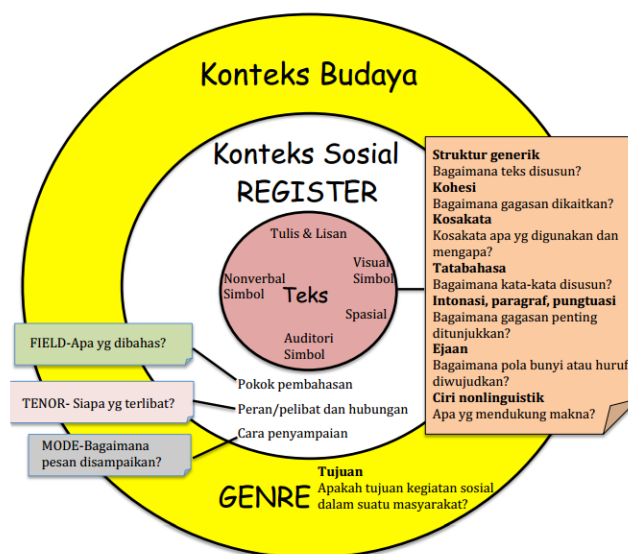 Konteks Budaya
Konteks Sosial
REGISTER
Tulis & Lisan
Visual
Simbol
Nonverbal
Simbol
Teks
Spasial
Auditori
Simbol
Struktur generik
Bagaimana teks disusun?
Kohesi
Bagaimana gagasan dikaitkan?
Kosakata
Kosakata apa yg digunakan dan
mengapa?
Tatabahasa
Bagaimana kata-kata disusun?
Intonasi, paragraf, pungtuasi
Bagaimana gagasan penting
ditunjukkan?
Ejaan
Bagaimana pola bunyi atau huruf
diwujudkan?
Ciri nonlinguistik
Apa yg mendukung makna?
FIELD-Apa yg dibahas?
TENOR- Siapa yg terlibat?
MODE-Bagaimana
pesan disampaikan?
Pokok pembahasan
Peran/pelibat dan hubungan
Cara penyampaian
GENRE
Tujuan
Apakah tujuan kegiatan sosial
dalam suatu masyarakat?